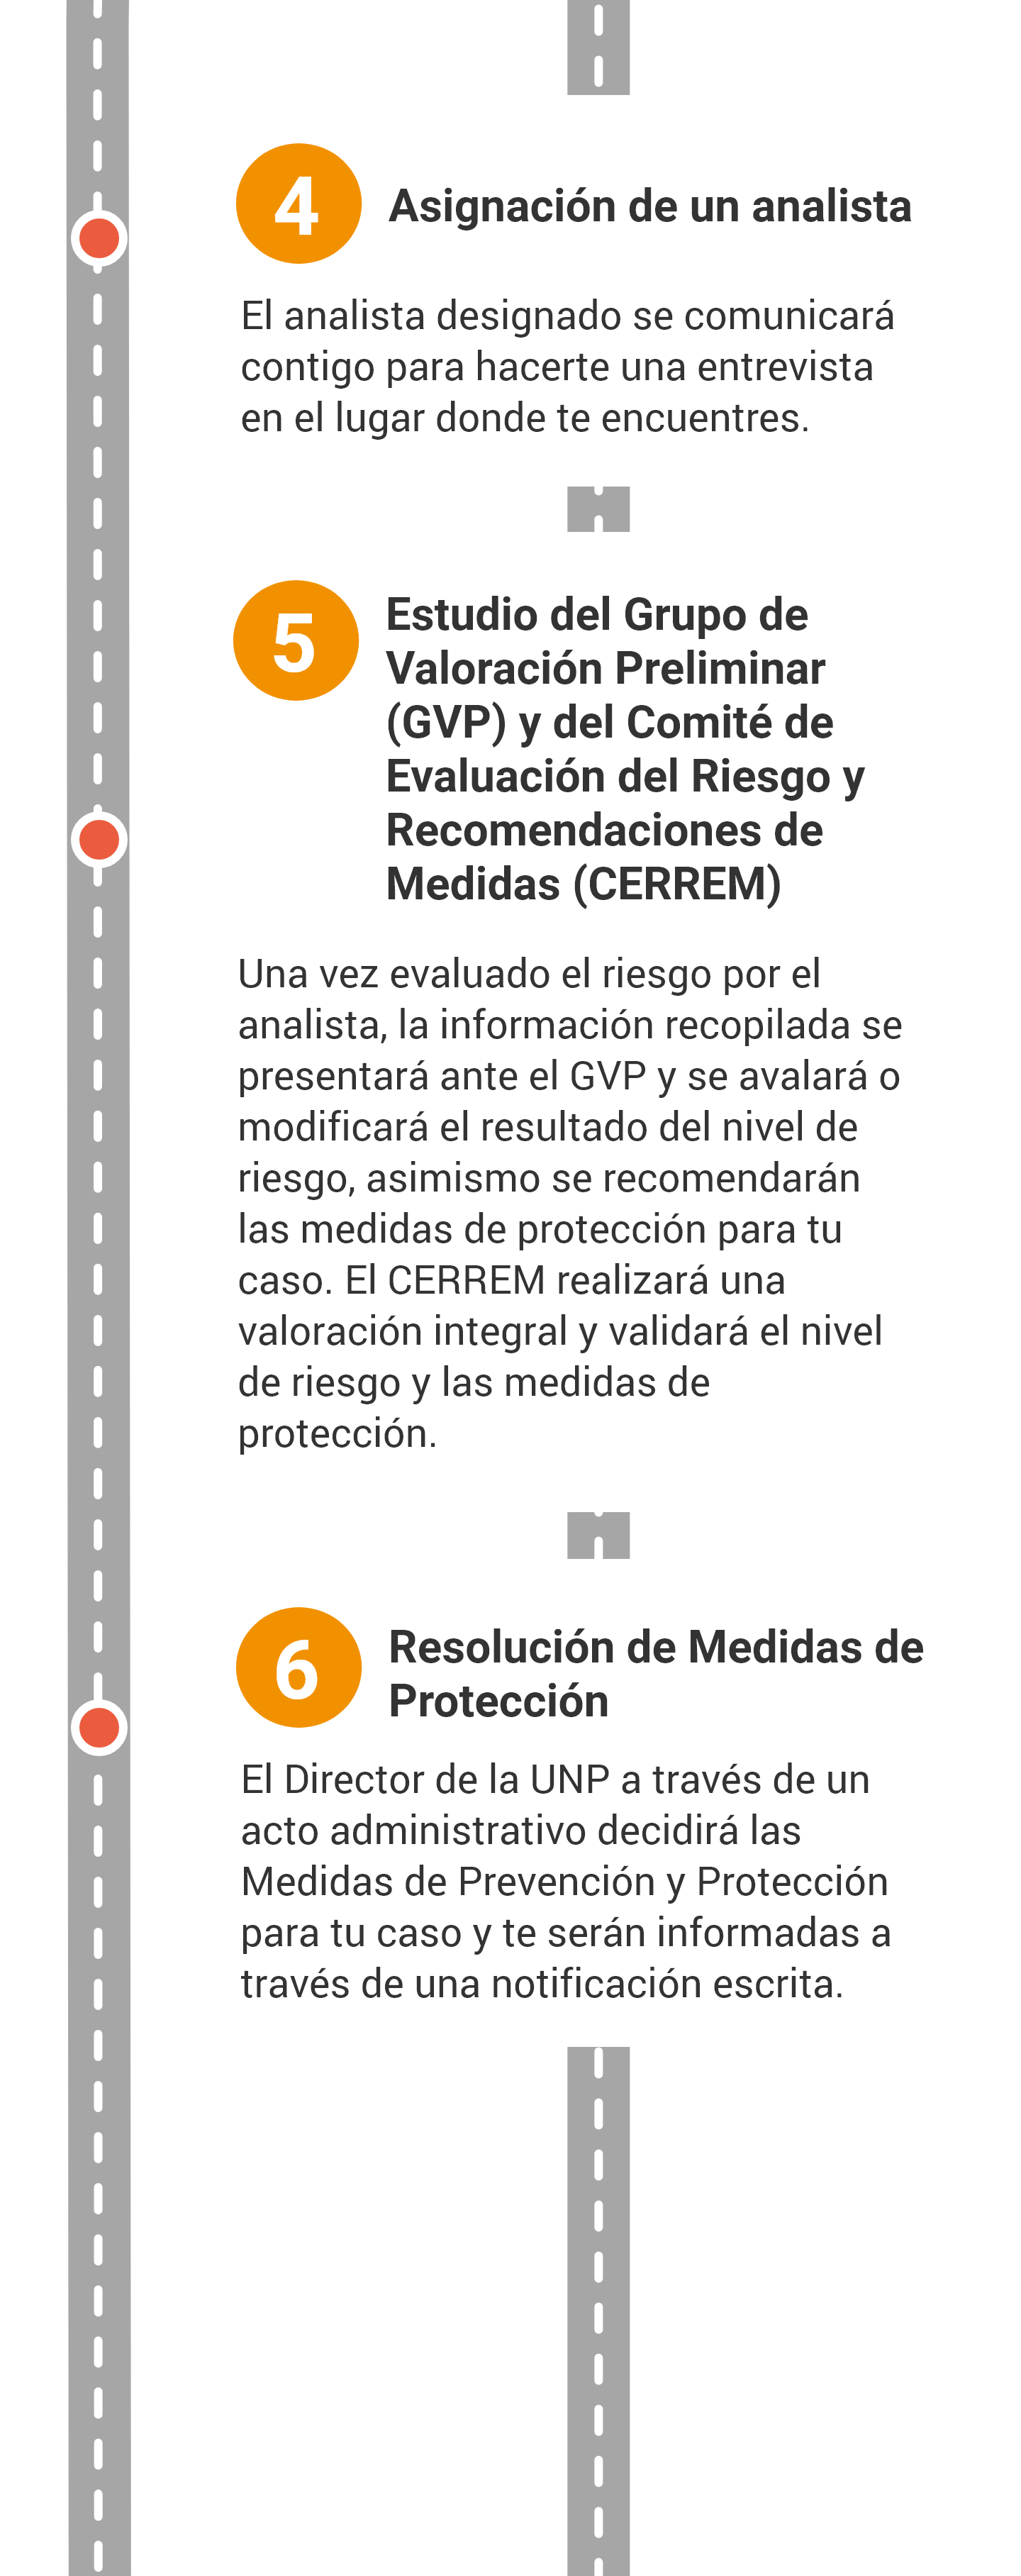 4
Asignación de un analista
El analista designado se comunicará
contigo para hacerte una entrevista
en el lugar donde te encuentres.
5
Estudio del Grupo de
Valoración Preliminar
(GVP) y del Comité de
Evaluación del Riesgo y
Recomendaciones de
Medidas (CERREM)
Una vez evaluado el riesgo por el
analista, la información recopilada se
presentará ante el GVP y se avalará o
modificará el resultado del nivel de
riesgo, asimismo se recomendarán
las medidas de protección para tu
caso. El CERREM realizará una
valoración integral y validará el nivel
de riesgo y las medidas de
protección.
6
Resolución de Medidas de
Protección
El Director de la UNP a través de un
acto administrativo decidirá las
Medidas de Prevención y Protección
para tu caso y te serán informadas a
través de una notificación escrita.